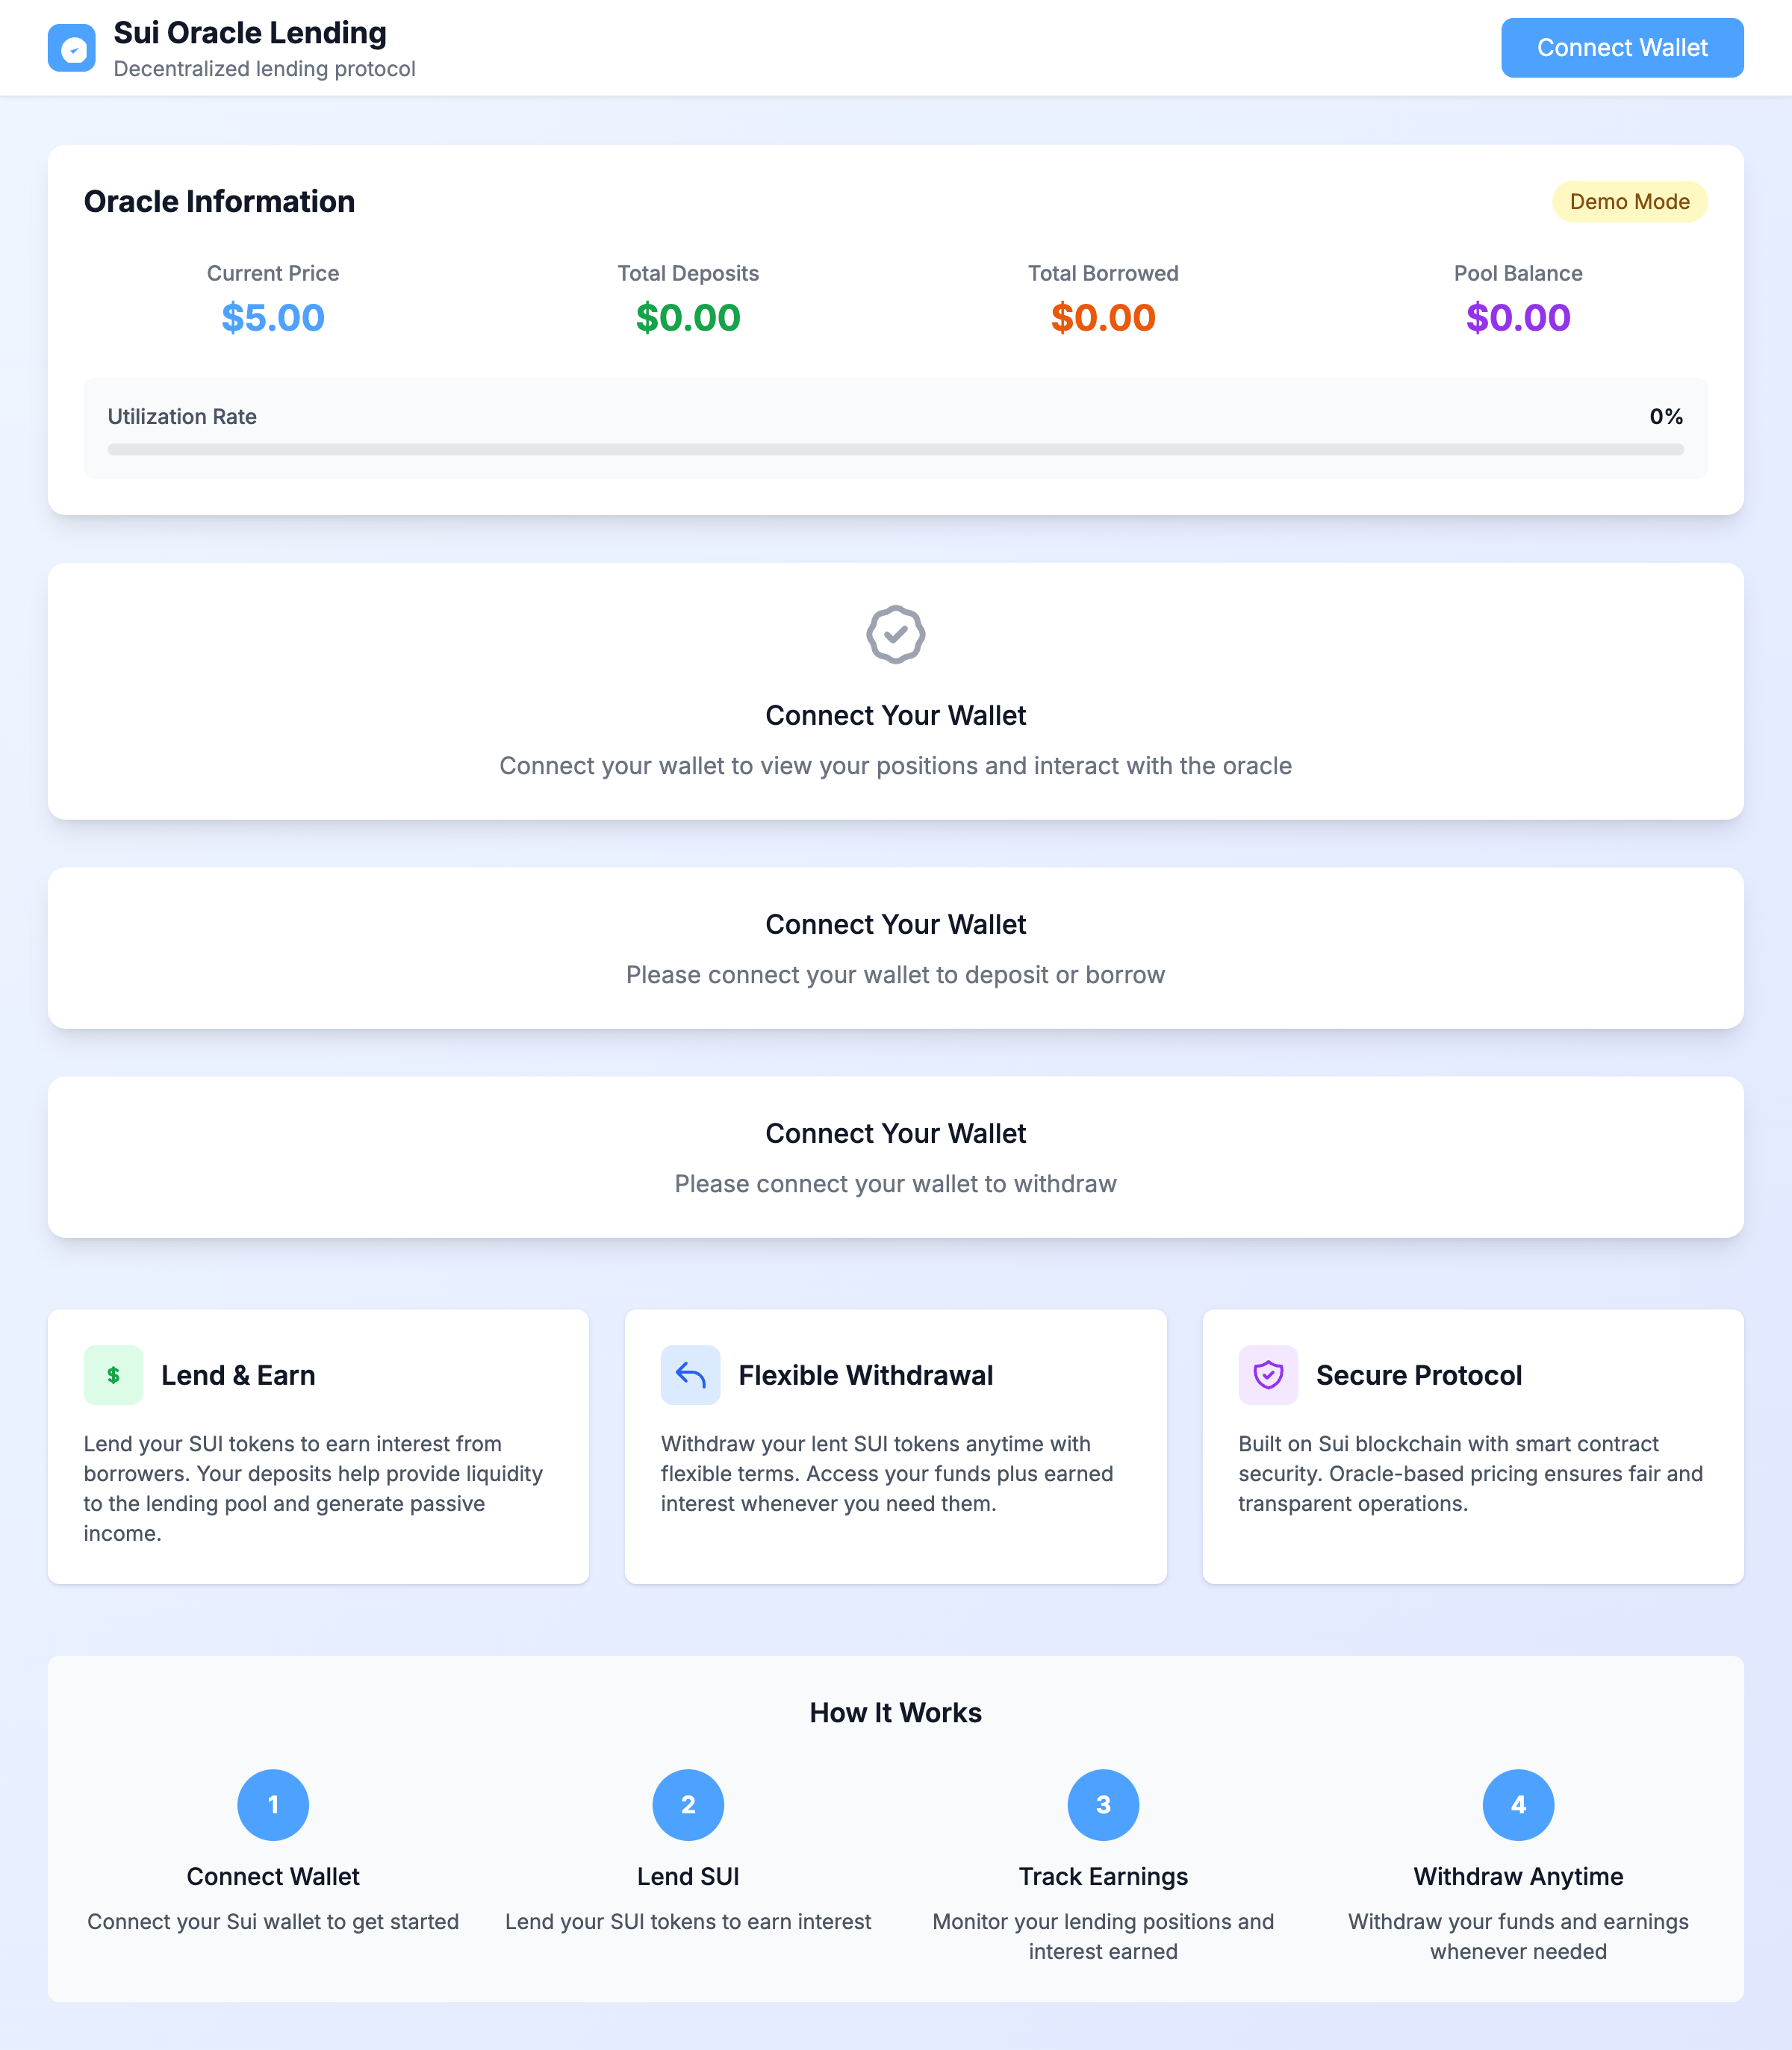 Sui Oracle Lending
Decentralized lending protocol
Connect Wallet
Oracle Information
Demo Mode
Current Price
$5.00
Total Deposits
$0.00
Total Borrowed
$0.00
Pool Balance
$0.00
Utilization Rate
0%
Connect Your Wallet
Connect your wallet to view your positions and interact with the oracle
Connect Your Wallet
Please connect your wallet to deposit or borrow
Connect Your Wallet
Please connect your wallet to withdraw
$
Lend & Earn
Lend your SUI tokens to earn interest from
borrowers. Your deposits help provide liquidity
to the lending pool and generate passive
income.
Flexible Withdrawal
Withdraw your lent SUI tokens anytime with
flexible terms. Access your funds plus earned
interest whenever you need them.
Secure Protocol
Built on Sui blockchain with smart contract
security. Oracle-based pricing ensures fair and
transparent operations.
How It Works
1
Connect Wallet
Connect your Sui wallet to get started
2
Lend SUI
Lend your SUI tokens to earn interest
3
Track Earnings
Monitor your lending positions and
interest earned
4
Withdraw Anytime
Withdraw your funds and earnings
whenever needed